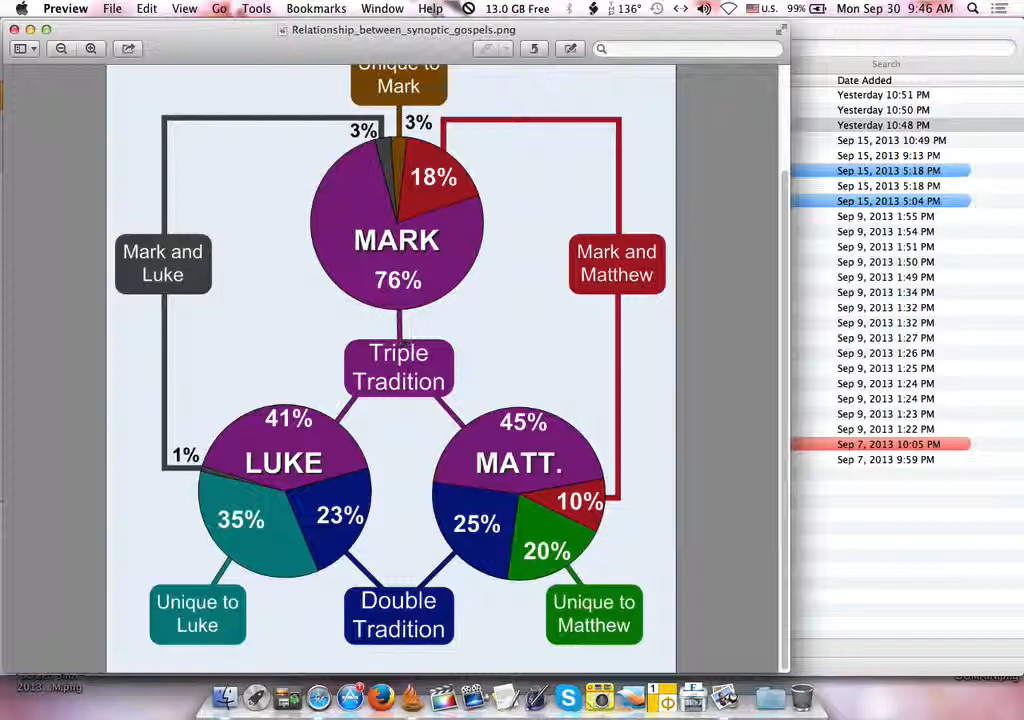 Preview File Edit View Go Tools Bookmarks Window Help 13.0 GB Free 136° U.S. 99% Mon Sep 30 9:46 AM
Relationship_between_synoptic_gospels.png
Search
Date Added
Yesterday 10:51 PM
Yesterday 10:50 PM
Yesterday 10:48 PM
Sep 15, 2013 10:49 PM
Sep 15, 2013 9:13 PM
Sep 15, 2013 5:18 PM
Sep 15, 2013 5:18 PM
Sep 15, 2013 5:04 PM
Sep 9, 2013 1:55 PM
Sep 9, 2013 1:54 PM
Sep 9, 2013 1:51 PM
Sep 9, 2013 1:50 PM
Sep 9, 2013 1:49 PM
Sep 9, 2013 1:34 PM
Sep 9, 2013 1:32 PM
Sep 9, 2013 1:32 PM
Sep 9, 2013 1:27 PM
Sep 9, 2013 1:26 PM
Sep 9, 2013 1:25 PM
Sep 9, 2013 1:24 PM
Sep 9, 2013 1:24 PM
Sep 9, 2013 1:23 PM
Sep 9, 2013 1:22 PM
Sep 7, 2013 10:05 PM
Sep 7, 2013 9:59 PM
Unique to
Mark
3%
3%
18%
MARK
76%
Mark and
Luke
Mark and
Matthew
Triple
Tradition
41%
LUKE
1%
35%
23%
45%
MATT.
10%
25%
20%
Unique to
Luke
Double
Tradition
Unique to
Matthew